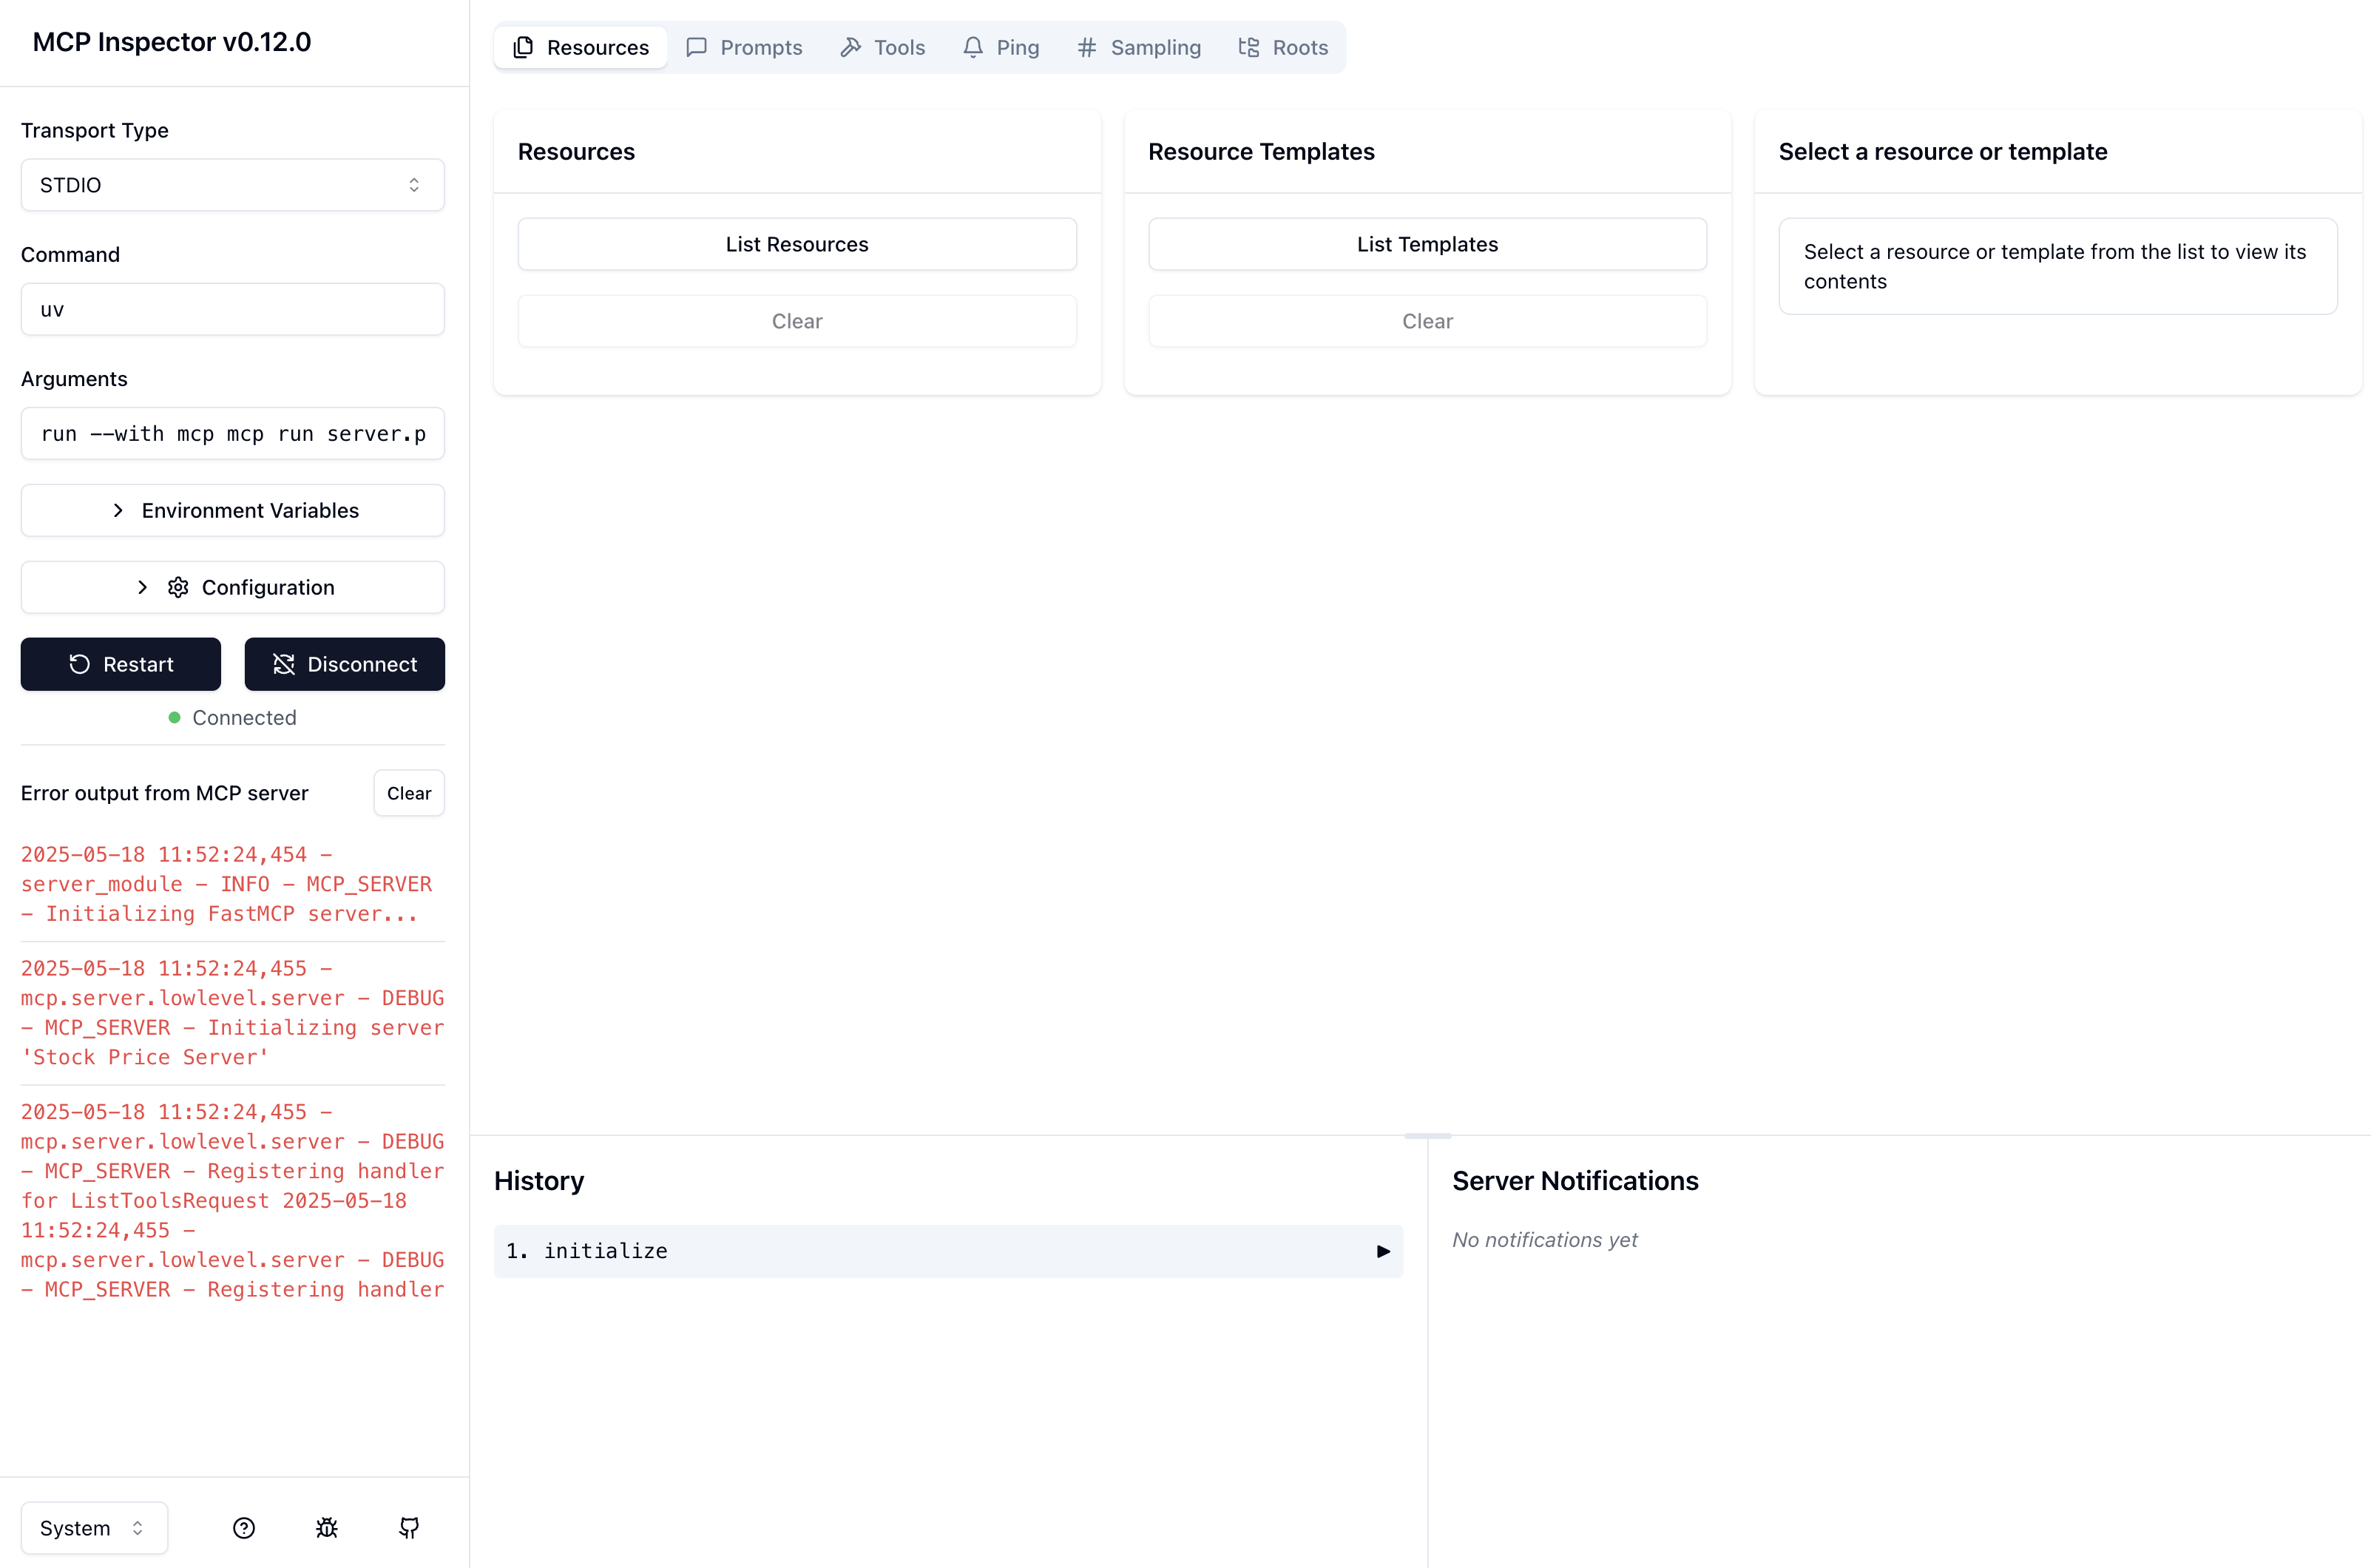 MCP Inspector v0.12.0
Transport Type
STDIO
Command
uv
Arguments
run --with mcp mcp run server.p
Environment Variables
Configuration
Restart
Disconnect
Connected
Error output from MCP server
Clear
2025-05-18 11:52:24,454 -
server_module - INFO - MCP_SERVER
- Initializing FastMCP server...
2025-05-18 11:52:24,455 -
mcp.server.lowlevel.server - DEBUG
- MCP_SERVER - Initializing server
'Stock Price Server'
2025-05-18 11:52:24,455 -
mcp.server.lowlevel.server - DEBUG
- MCP_SERVER - Registering handler
for ListToolsRequest 2025-05-18
11:52:24,455 -
mcp.server.lowlevel.server - DEBUG
- MCP_SERVER - Registering handler
System
Resources
Prompts
Tools
Ping
Sampling
Roots
Resources
List Resources
Clear
Resource Templates
List Templates
Clear
Select a resource or template
Select a resource or template from the list to view its
contents
History
1. initialize
Server Notifications
No notifications yet